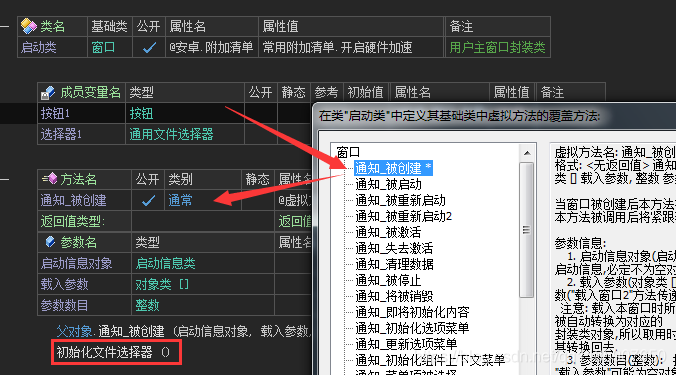 类名 基础类 公开 属性名 属性值 备注
启动类 窗口 @安卓.附加清单 常用附加清单.开启硬件加速 用户主窗口封装类
成员变量名 类型 公开 静态 参考 初始值 属性名 属性值 备注
按钮1 按钮
选择器1 通用文件选择器
方法名 公开 类别 静态 属性名
通知_被创建 通常 @虚拟
返回值类型: 返回值
参数名 类型 属性名
启动信息对象 启动信息类
载入参数 对象类 []
参数数目 整数
父对象.通知_被创建 (启动信息对象, 载入参数,
初始化文件选择器 ()
在类"启动类"中定义其基础类中虚拟方法的覆盖方法:
窗口
通知_被创建 *
通知_被启动
通知_被重新启动
通知_被重新启动2
通知_被激活
通知_失去激活
通知_清理数据
通知_被停止
通知_将被销毁
通知_即将初始化内容
通知_初始化选项菜单
通知_更新选项菜单
通知_初始化组件上下文菜单
通知_菜单项被选择
虚拟方法名: 通知_被创
格式: <无返回值> 通知_
类 [] 载入参数, 整数 参
当窗口被创建后本方法
本方法被调用后将紧跟
参数信息:
1. 启动信息对象(启动
启动信息,必定不为空对
2. 载入参数(对象类 [
数("载入窗口2"方法传递
注意: 载入本窗口时所
被自动转换为对应的
封装类对象,所以取用时
其转换回去.
3. 参数数目(整数):
"载入参数"可能为空对象